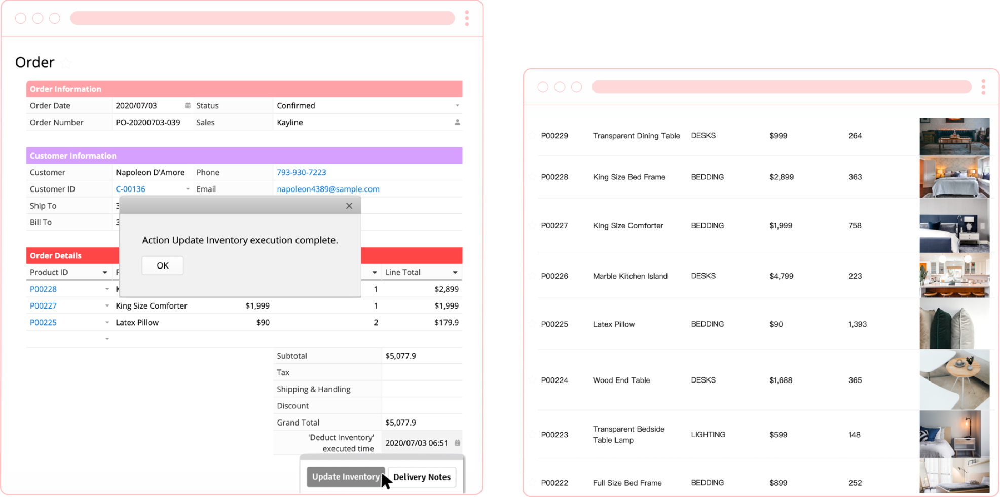 Order
Order Information
Order Date 2020/07/03 Status Confirmed
Order Number PO-20200703-039 Sales Kayline
Customer Information
Customer Napoleon D'Amore Phone 793-930-7223
Customer ID C-00136 Email napoleon4389@sample.com
Ship To 3
Bill To 3
Action Update Inventory execution complete.
OK
Order Details
Product ID Line Total
P00228 1 $2,899
P00227 King Size Comforter $1,999 1 $1,999
P00225 Latex Pillow $90 2 $179.9
Subtotal $5,077.9
Tax
Shipping & Handling
Discount
Grand Total $5,077.9
'Deduct Inventory'
executed time 2020/07/03 06:51
Update Inventory Delivery Notes
P00229 Transparent Dining Table DESKS $999 264
P00228 King Size Bed Frame BEDDING $2,899 363
P00227 King Size Comforter BEDDING $1,999 758
P00226 Marble Kitchen Island DESKS $4,799 223
P00225 Latex Pillow BEDDING $90 1,393
P00224 Wood End Table DESKS $1,688 365
P00223 Transparent Bedside
Table Lamp LIGHTING $599 148
P00222 Full Size Bed Frame BEDDING $899 252